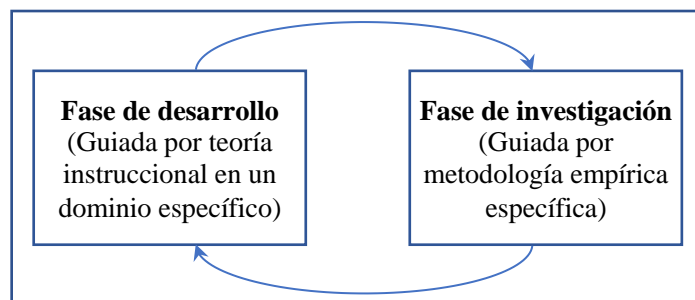 Fase de desarrollo
(Guiada por teoría
instruccional en un
dominio específico)
Fase de investigación
(Guiada por
metodología empírica
específica)